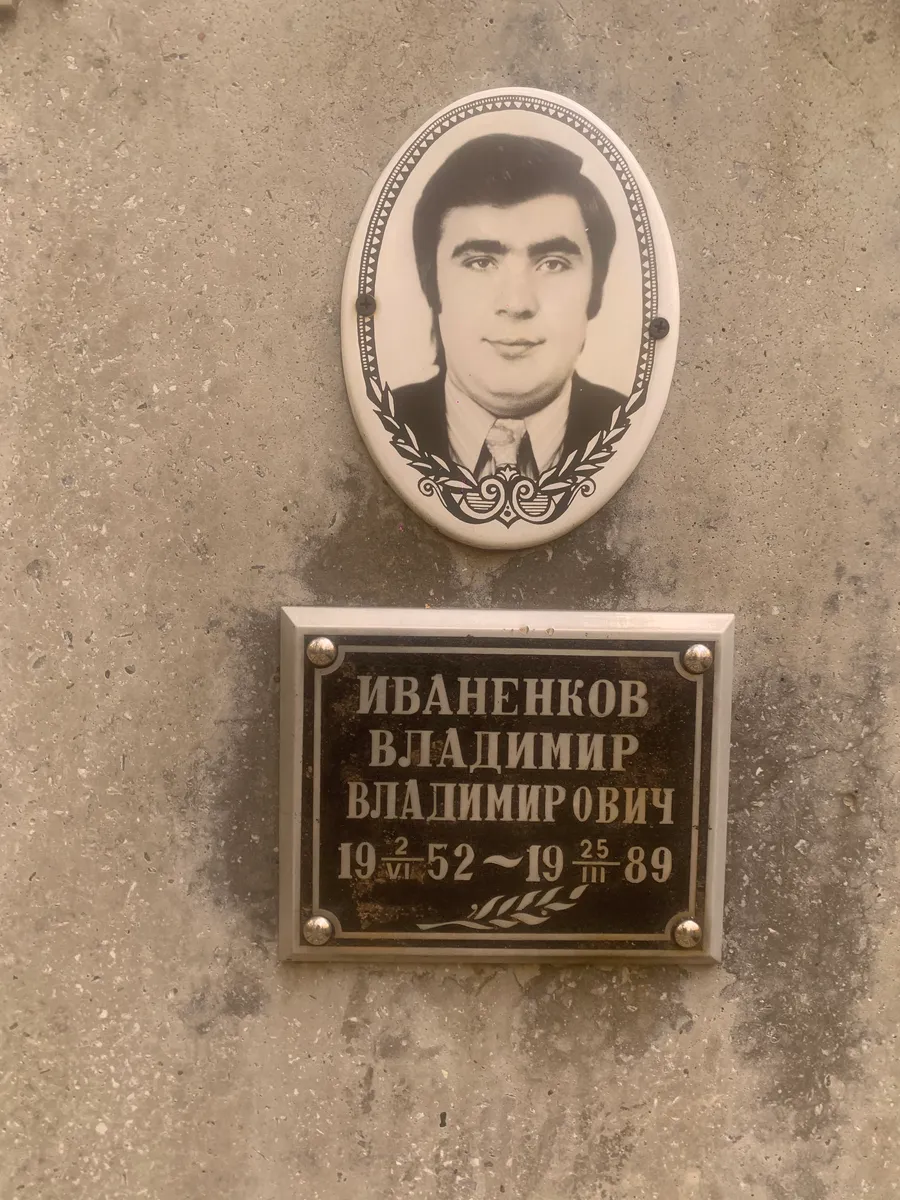 ИВАНЕНКОВ
ВЛАДИМИР
ВЛАДИМИРОВИЧ
19 2/VI 52 ~ 19 25/III 89